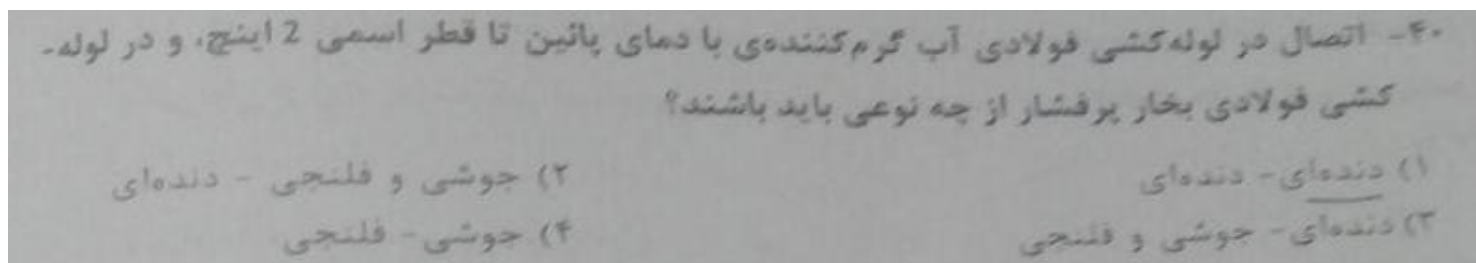 ۴۰- اتصال در لوله‌کشی فولادی آب گرم‌کننده‌ی با دمای پائین تا قطر اسمی 2 اینچ، و در لوله-
کشی فولادی بخار پرفشار از چه نوعی باید باشند؟
۱) دنده‌ای- دنده‌ای
۲) جوشی و فلنجی - دنده‌ای
۳) دنده‌ای- جوشی و فلنجی
۴) جوشی- فلنجی